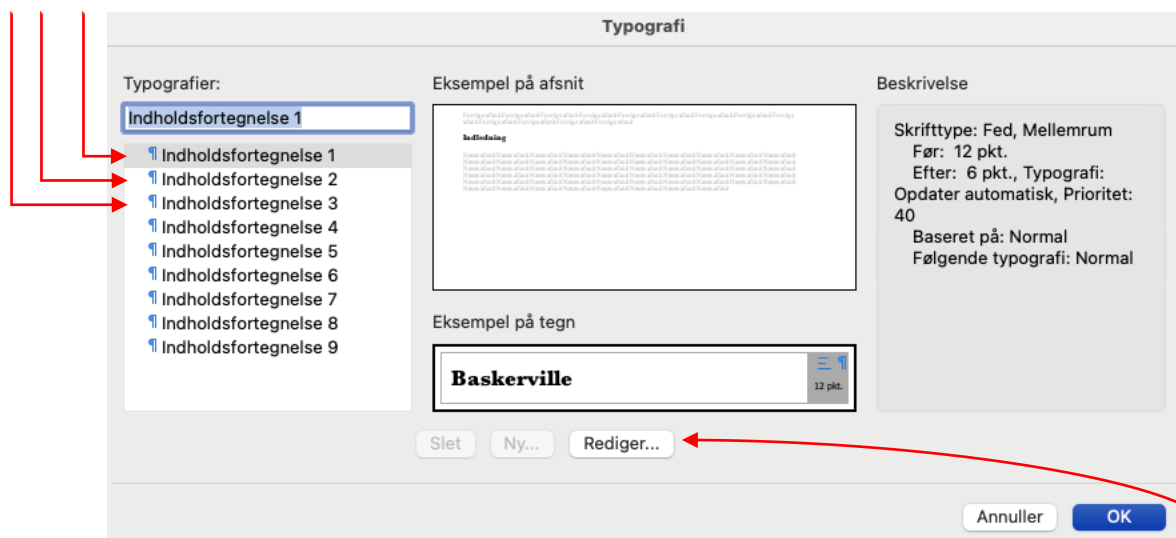 Typografi
Typografier:
Indholdsfortegnelse 1
¶ Indholdsfortegnelse 1
¶ Indholdsfortegnelse 2
¶ Indholdsfortegnelse 3
¶ Indholdsfortegnelse 4
¶ Indholdsfortegnelse 5
¶ Indholdsfortegnelse 6
¶ Indholdsfortegnelse 7
¶ Indholdsfortegnelse 8
¶ Indholdsfortegnelse 9
Eksempel på afsnit
Indledning
Eksempel på tegn
Baskerville
¶
12 pkt.
Slet
Ny...
Rediger...
Beskrivelse
Skrifttype: Fed, Mellemrum
Før: 12 pkt.
Efter: 6 pkt., Typografi:
Opdater automatisk, Prioritet:
40
Baseret på: Normal
Følgende typografi: Normal
Annuller
OK